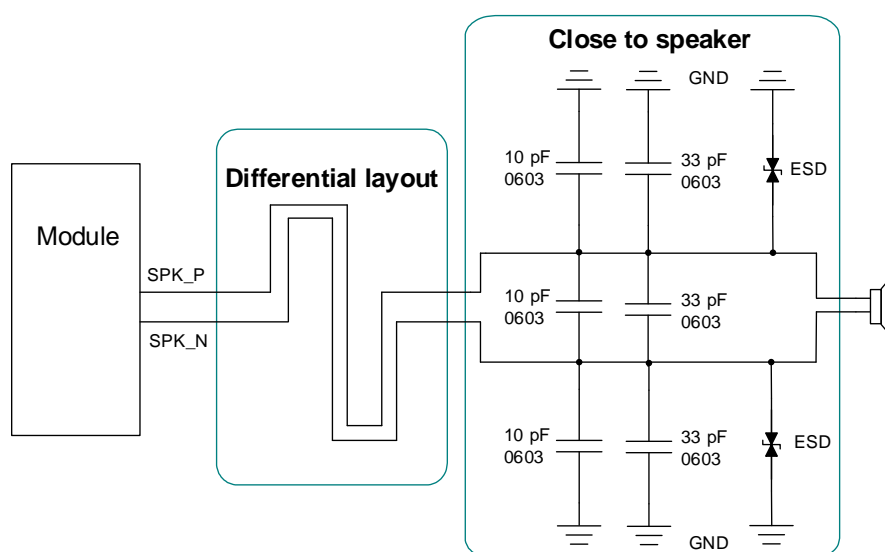 Close to speaker
GND
10 pF
0603
33 pF
0603
ESD
Differential layout
Module
SPK_P
SPK_N
10 pF
0603
33 pF
0603
10 pF
0603
33 pF
0603
ESD
GND